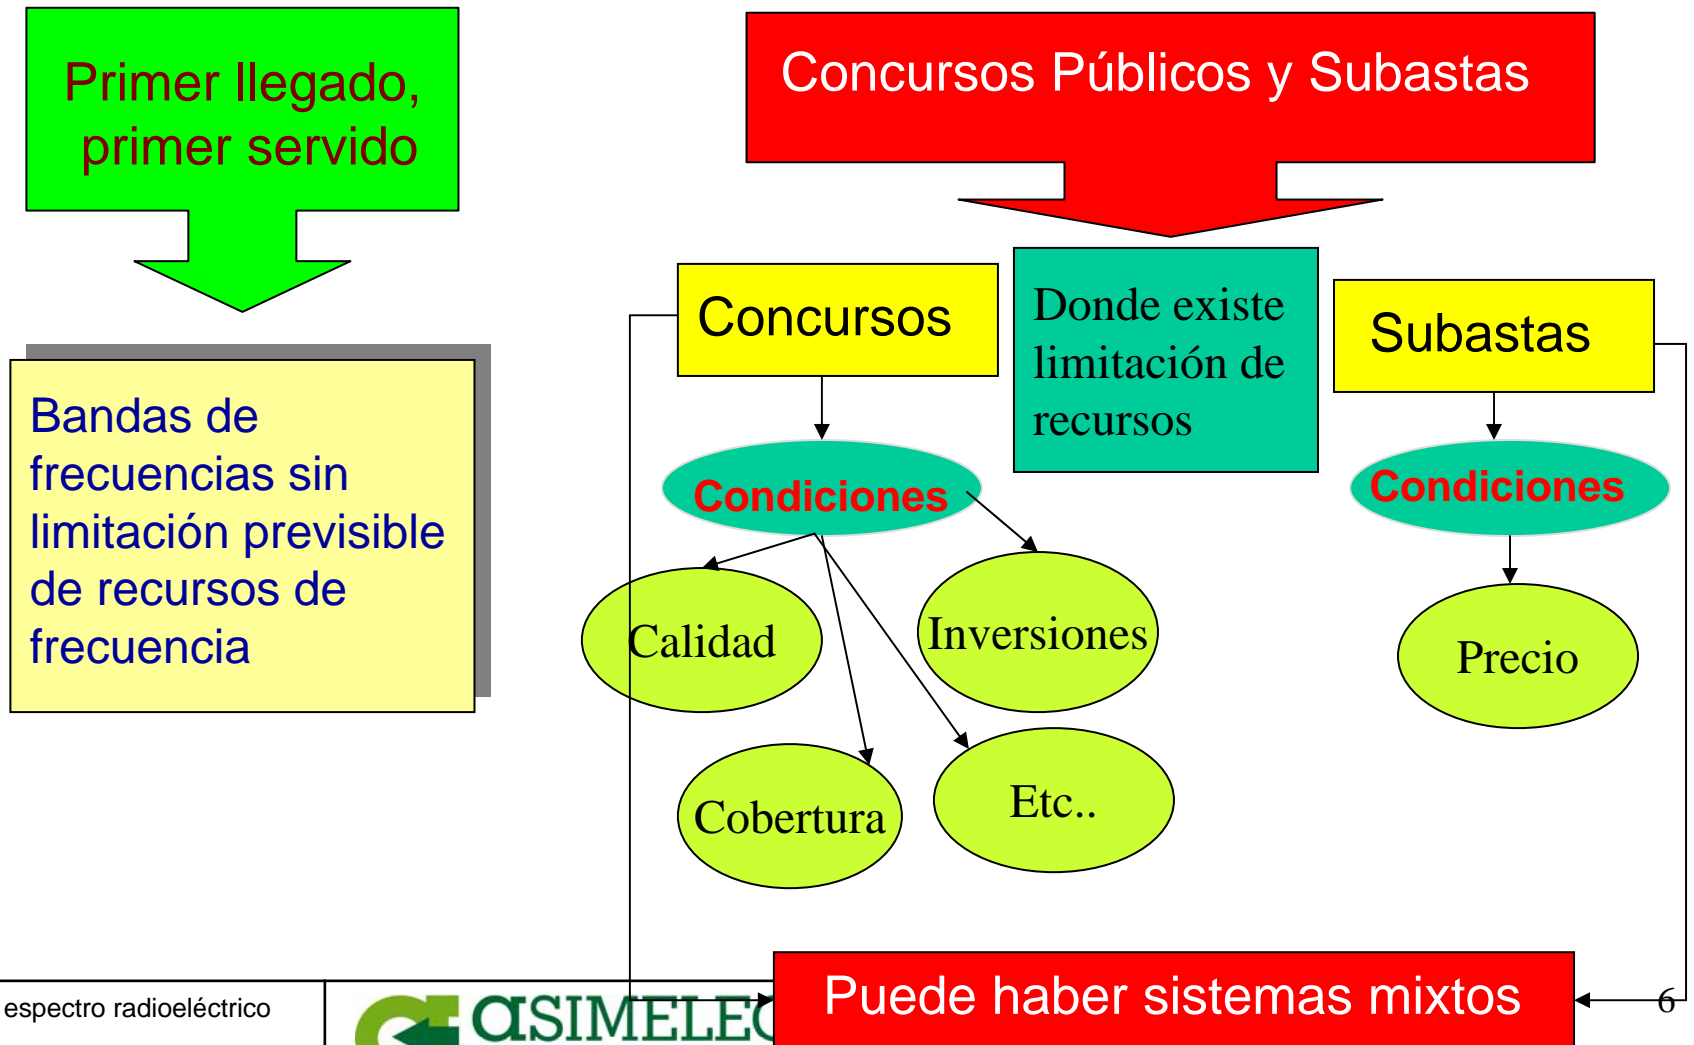 Primer llegado,
primer servido
Bandas de
frecuencias sin
limitación previsible
de recursos de
frecuencia
Concursos Públicos y Subastas
Concursos
Donde existe
limitación de
recursos
Subastas
Condiciones
Condiciones
Calidad
Inversiones
Precio
Cobertura
Etc..
Puede haber sistemas mixtos
espectro radioeléctrico
ASIMELEC
6